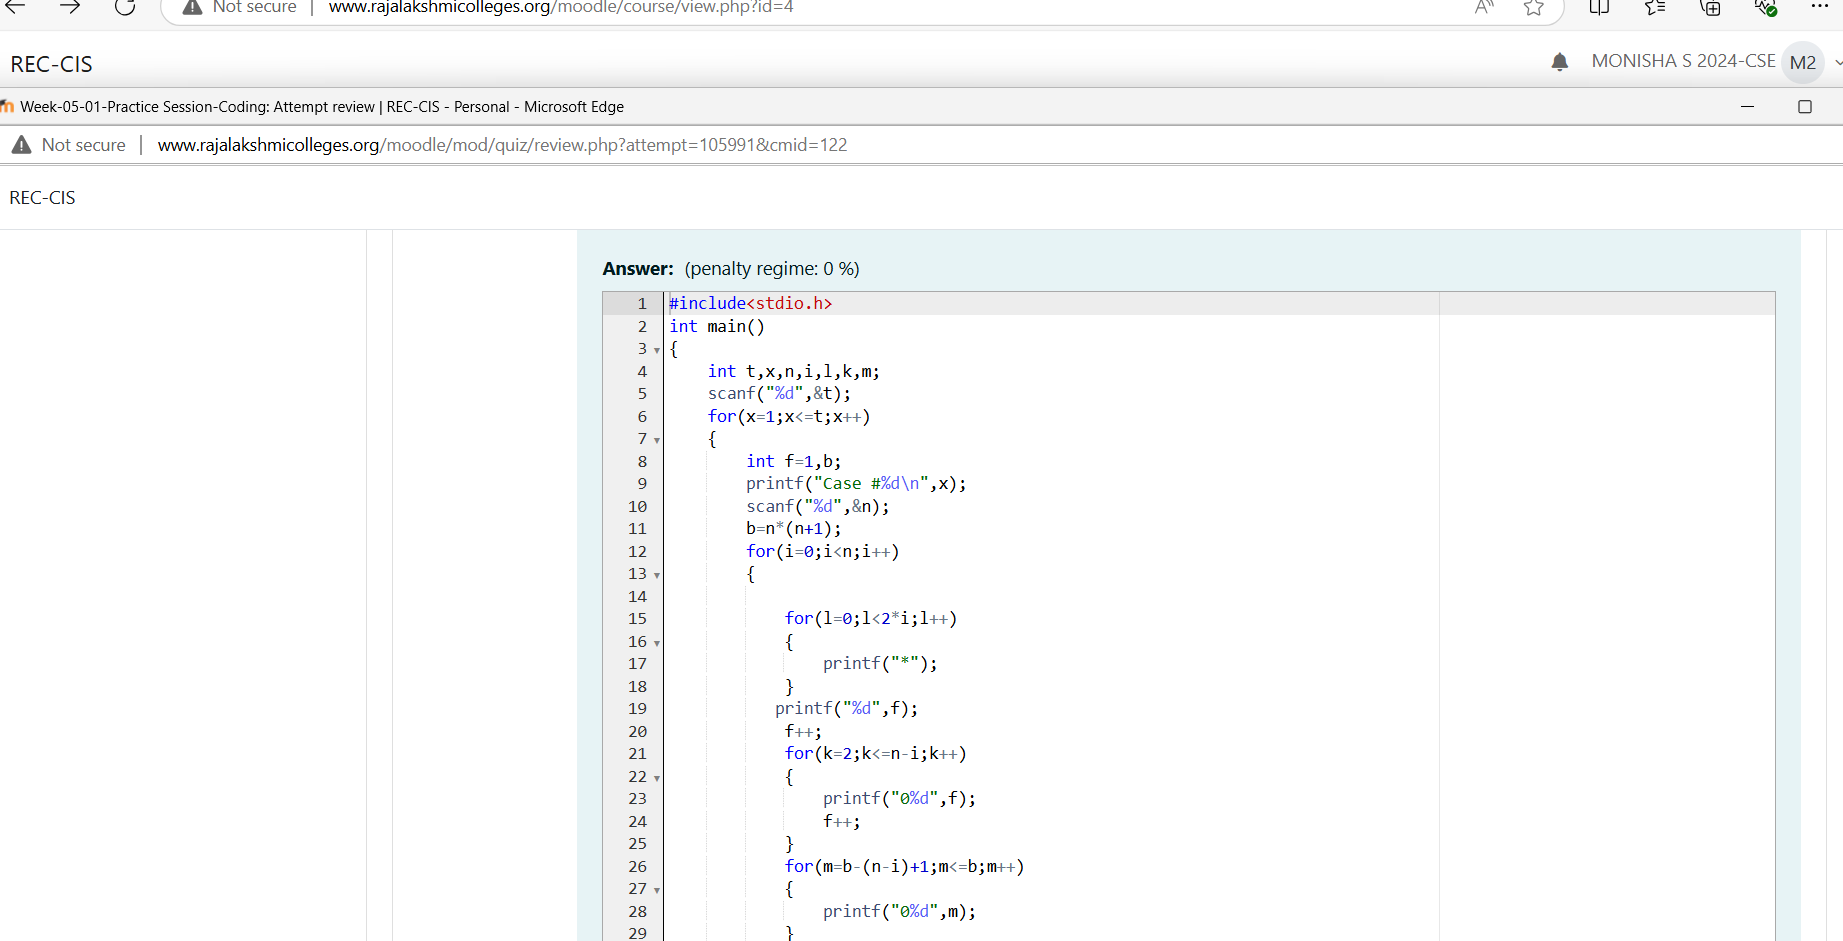 Not secure | www.rajalakshmicolleges.org/moodle/course/view.php?id=4
REC-CIS
MONISHA S 2024-CSE M2
Week-05-01-Practice Session-Coding: Attempt review | REC-CIS - Personal - Microsoft Edge
Not secure | www.rajalakshmicolleges.org/moodle/mod/quiz/review.php?attempt=105991&cmid=122
REC-CIS
Answer: (penalty regime: 0 %)
1 #include<stdio.h>
2 int main()
3 {
4 int t,x,n,i,l,k,m;
5 scanf("%d",&t);
6 for(x=1;x<=t;x++)
7 {
8 int f=1,b;
9 printf("Case #%d\n",x);
10 scanf("%d",&n);
11 b=n*(n+1);
12 for(i=0;i<n;i++)
13 {
14
15 for(l=0;l<2*i;l++)
16 {
17 printf("*");
18 }
19 printf("%d",f);
20 f++;
21 for(k=2;k<=n-i;k++)
22 {
23 printf("0%d",f);
24 f++;
25 }
26 for(m=b-(n-i)+1;m<=b;m++)
27 {
28 printf("0%d",m);
29 }